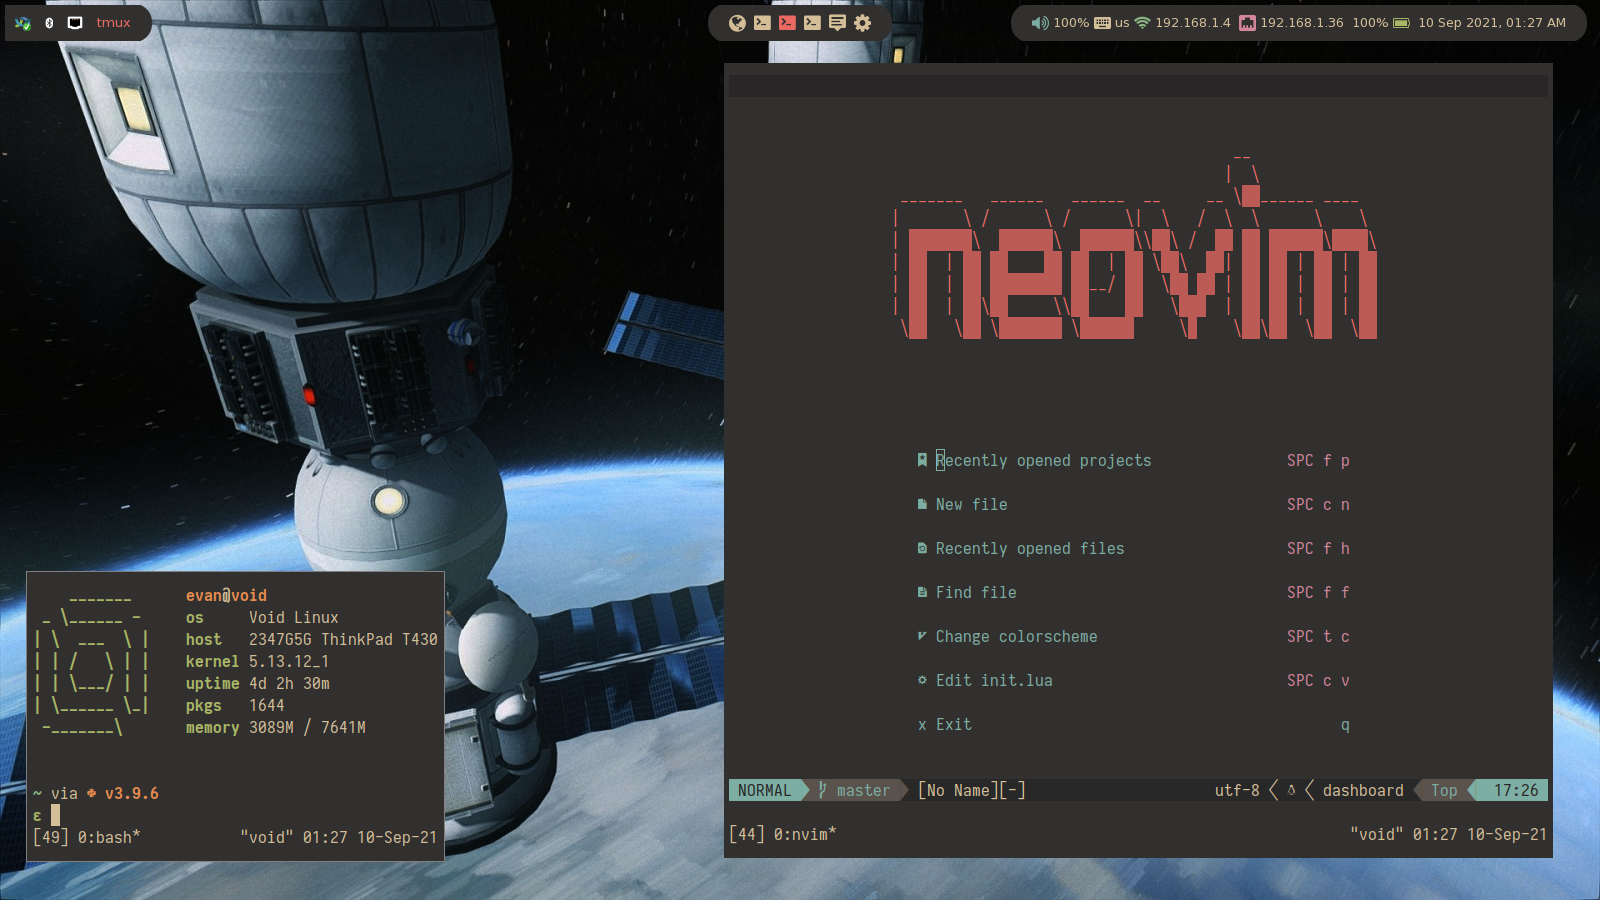 tmux
100% us 192.168.1.4 192.168.1.36 100% 10 Sep 2021, 01:27 AM
neovim
Recently opened projects SPC f p
New file SPC c n
Recently opened files SPC f h
Find file SPC f f
Change colorscheme SPC t c
Edit init.lua SPC c v
x Exit q
NORMAL master [No Name][-] utf-8 dashboard Top 17:26
[44] 0:nvim* "void" 01:27 10-Sep-21
evan@void
os Void Linux
host 2347G5G ThinkPad T430
kernel 5.13.12_1
uptime 4d 2h 30m
pkgs 1644
memory 3089M / 7641M
~ via v3.9.6
ε
[49] 0:bash* "void" 01:27 10-Sep-21